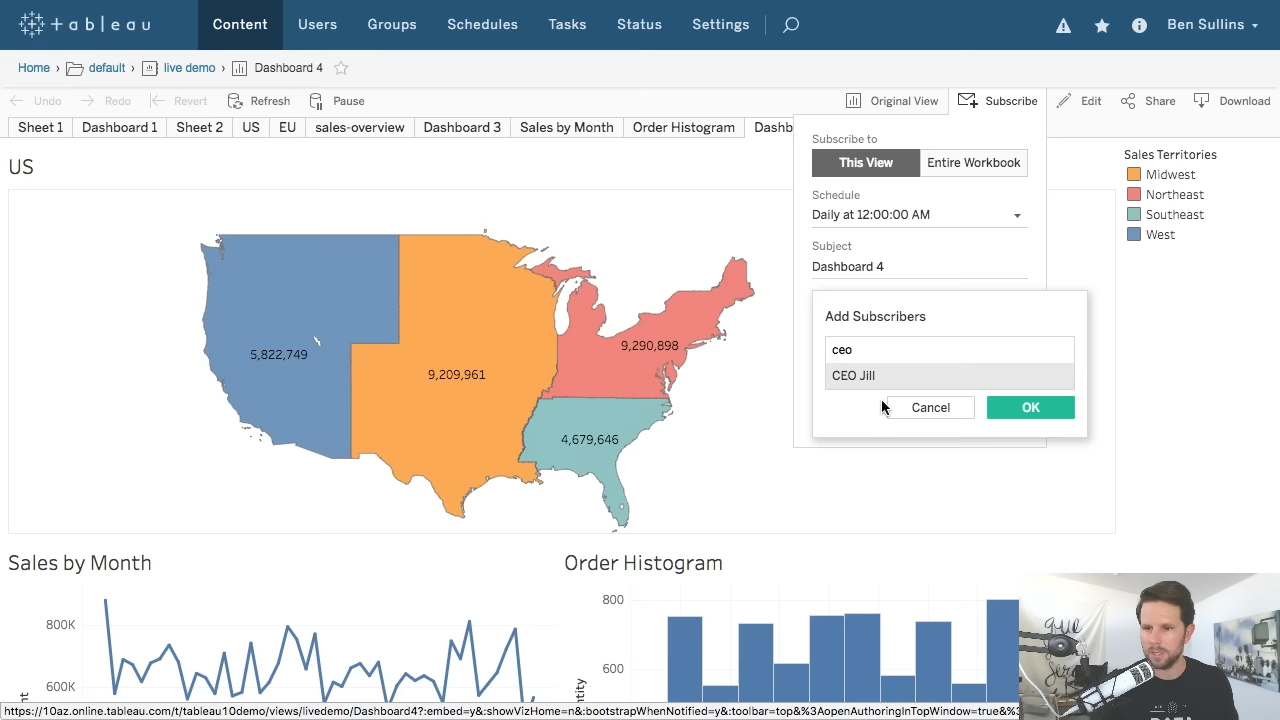 tableau Content Users Groups Schedules Tasks Status Settings Ben Sullins
Home › default › live demo › Dashboard 4
Undo Redo Revert Refresh Pause Original View Subscribe Edit Share Download
Sheet 1 Dashboard 1 Sheet 2 US EU sales-overview Dashboard 3 Sales by Month Order Histogram Dashb
US
5,822,749
9,209,961
9,290,898
4,679,646
Subscribe to
This View Entire Workbook
Schedule
Daily at 12:00:00 AM
Subject
Dashboard 4
Add Subscribers
ceo
CEO Jill
Cancel OK
Sales Territories
Midwest
Northeast
Southeast
West
Sales by Month
800K
600K
Order Histogram
800
600
https://10az.online.tableau.com/t/tableau10demo/views/livedemo/Dashboard4?:embed=y&:showVizHome=n&:bootstrapWhenNotified=y&:toolbar=top&%3AopenAuthoringInTopWindow=true&%3